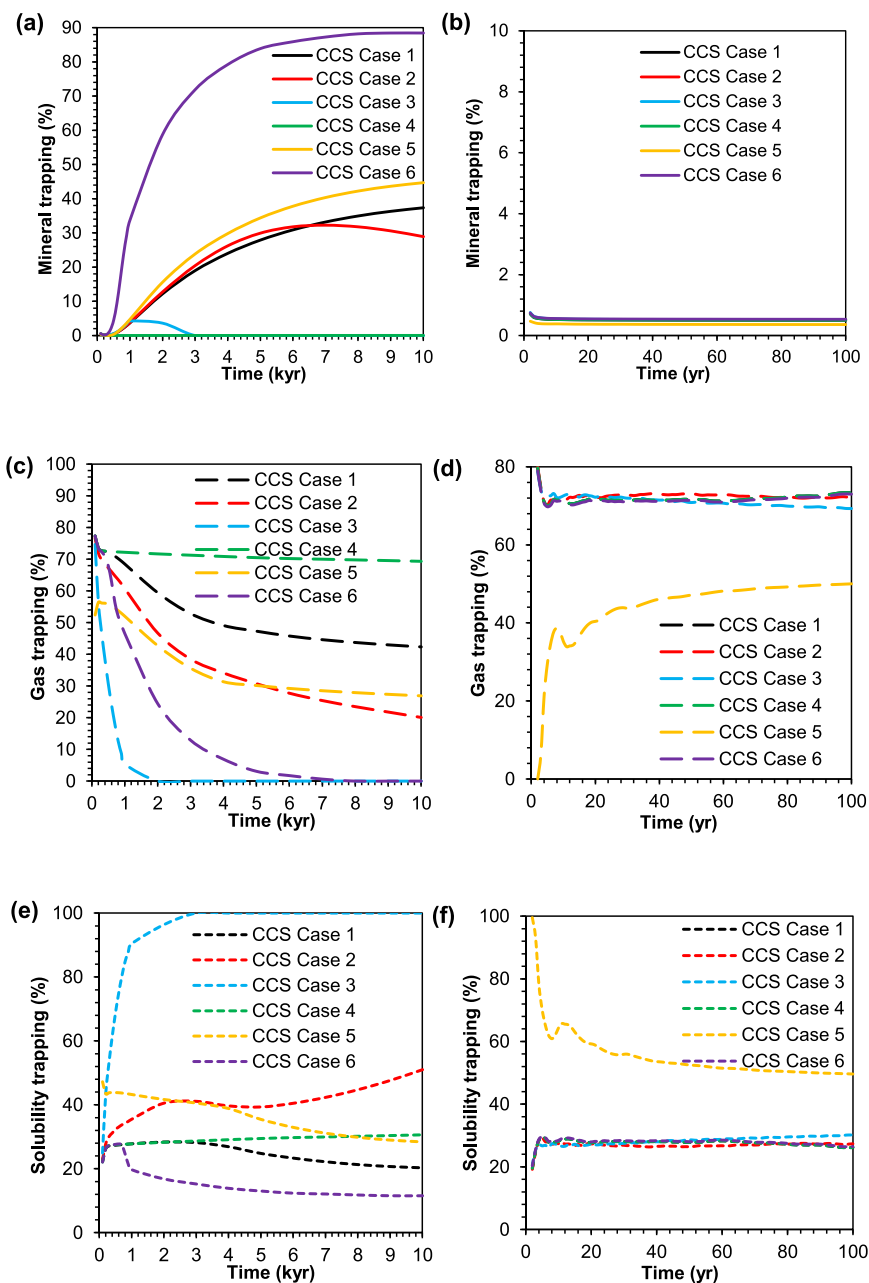 (a)
90
80
70
60
50
40
30
20
10
0
Mineral trapping (%)
CCS Case 1
CCS Case 2
CCS Case 3
CCS Case 4
CCS Case 5
CCS Case 6
0 1 2 3 4 5 6 7 8 9 10
Time (kyr)
(b)
10
8
6
4
2
0
Mineral trapping (%)
CCS Case 1
CCS Case 2
CCS Case 3
CCS Case 4
CCS Case 5
CCS Case 6
0 20 40 60 80 100
Time (yr)
(c)
100
90
80
70
60
50
40
30
20
10
0
Gas trapping (%)
CCS Case 1
CCS Case 2
CCS Case 3
CCS Case 4
CCS Case 5
CCS Case 6
0 1 2 3 4 5 6 7 8 9 10
Time (kyr)
(d)
80
60
40
20
0
Gas trapping (%)
CCS Case 1
CCS Case 2
CCS Case 3
CCS Case 4
CCS Case 5
CCS Case 6
0 20 40 60 80 100
Time (yr)
(e)
100
80
60
40
20
0
Solubility trapping (%)
CCS Case 1
CCS Case 2
CCS Case 3
CCS Case 4
CCS Case 5
CCS Case 6
0 1 2 3 4 5 6 7 8 9 10
Time (kyr)
(f)
100
80
60
40
20
0
Solubility trapping (%)
CCS Case 1
CCS Case 2
CCS Case 3
CCS Case 4
CCS Case 5
CCS Case 6
0 20 40 60 80 100
Time (yr)